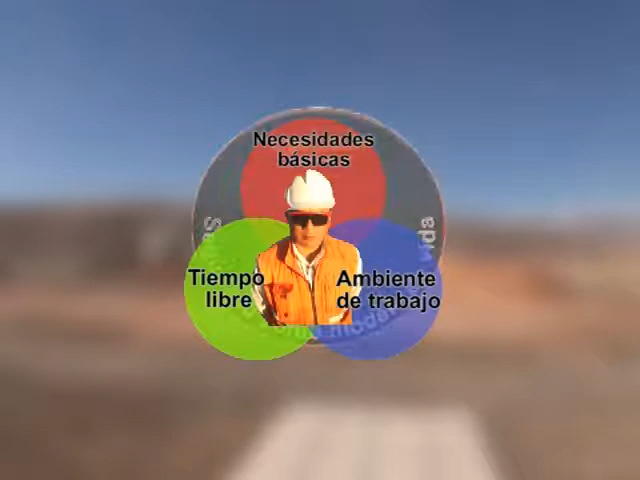 Necesidades
básicas
Tiempo
libre
Ambiente
de trabajo